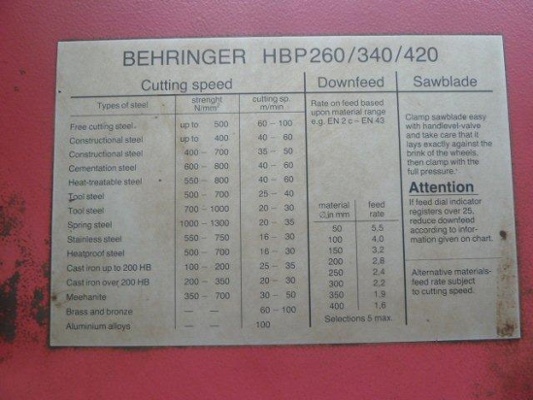 BEHRINGER HBP260/340/420
Cutting speed
Types of steel strenght N/mm² cutting sp. m/min
Free cutting steel up to 500 60 – 100
Constructional steel up to 400 40 – 60
Constructional steel 400 – 700 35 – 50
Cementation steel 600 – 800 40 – 60
Heat-treatable steel 550 – 800 40 – 60
Tool steel 500 – 700 25 – 40
Tool steel 700 – 1000 20 – 30
Spring steel 1000 – 1300 20 – 35
Stainless steel 550 – 750 16 – 30
Heatproof steel 500 – 700 16 – 30
Cast iron up to 200 HB 100 – 200 25 – 35
Cast iron over 200 HB 200 – 350 20 – 30
Meehanite 350 – 700 30 – 50
Brass and bronze — — 60 – 100
Aluminium alloys — — 100
Downfeed
Rate on feed based
upon material range
e.g. EN 2 c – EN 43
material feed
∅ in mm rate
50 5,5
100 4,0
150 3,2
200 2,8
250 2,4
300 2,2
350 1,9
400 1,6
Selections 5 max.
Sawblade
Clamp sawblade easy
with handlevel-valve
and take care that it
lays exactly against the
brink of the wheels,
then clamp with the
full pressure.
Attention
If feed dial indicator
registers over 25,
reduce downfeed
according to infor-
mation given on chart.
Alternative materials-
feed rate subject
to cutting speed.